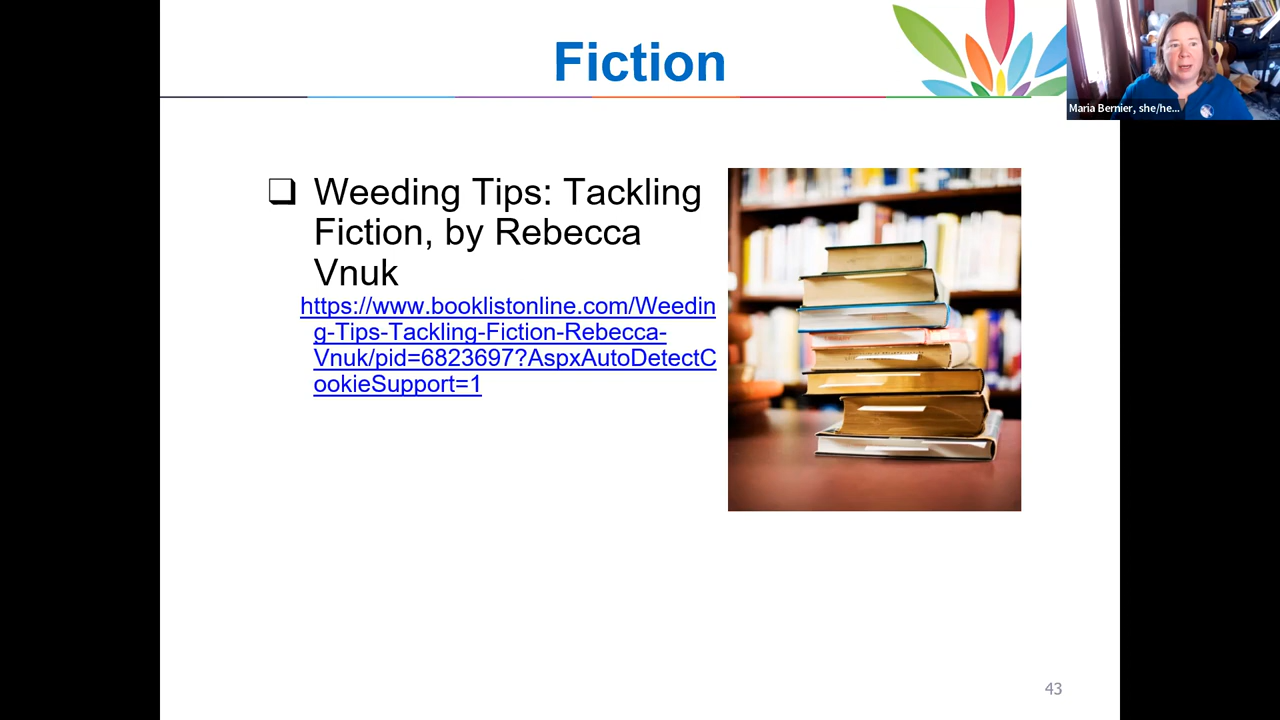 Fiction
Maria Bernier, she/he...
❑ Weeding Tips: Tackling
Fiction, by Rebecca
Vnuk
https://www.booklistonline.com/Weedin
g-Tips-Tackling-Fiction-Rebecca-
Vnuk/pid=6823697?AspxAutoDetectC
ookieSupport=1
43